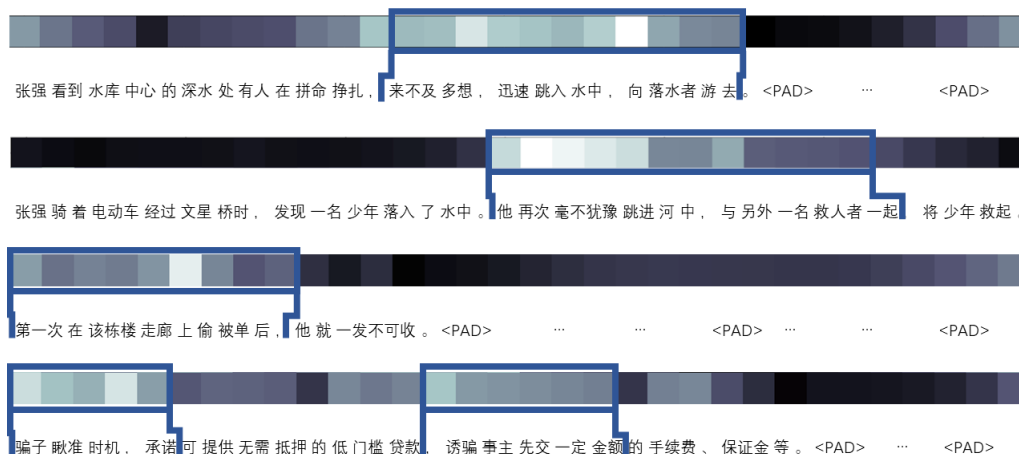 张强 看到 水库 中心 的 深水 处 有人 在 拼命 挣扎 , 来不及 多想 , 迅速 跳入 水中 , 向 落水者 游 去 。 <PAD> ... <PAD>
张强 骑 着 电动车 经过 文星 桥时 , 发现 一名 少年 落入 了 水中 。 他 再次 毫不犹豫 跳进 河 中 , 与 另外 一名 救人者 一起 将 少年 救起 。
第一次 在 该栋楼 走廊 上 偷 被单 后 , 他 就 一发不可收 。 <PAD> ... ... <PAD> ... <PAD>
骗子 瞅准 时机 , 承诺 可 提供 无需 抵押 的 低 门槛 贷款 , 诱骗 事主 先交 一定 金额 的 手续费 、 保证金 等 。 <PAD> ... <PAD>